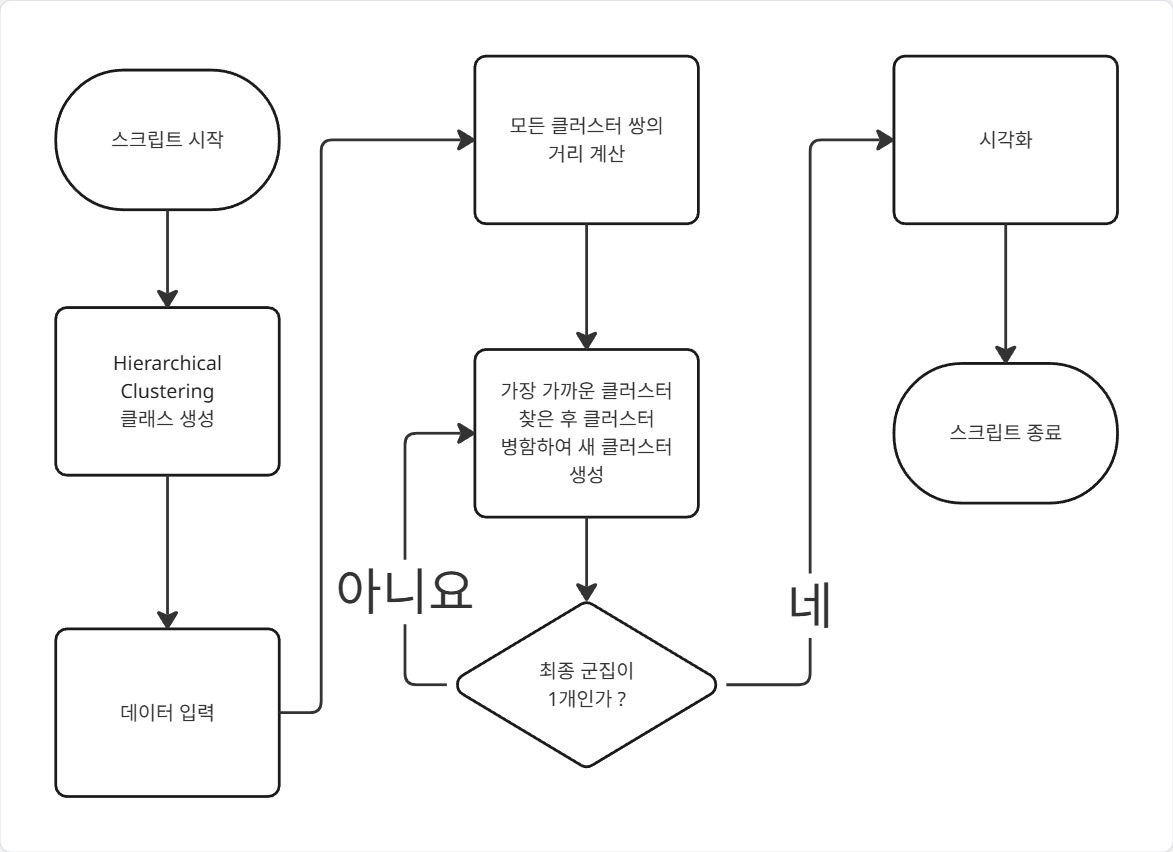 스크립트 시작
Hierarchical
Clustering
클래스 생성
데이터 입력
모든 클러스터 쌍의
거리 계산
가장 가까운 클러스터
찾은 후 클러스터
병함하여 새 클러스터
생성
최종 군집이
1개인가 ?
아니요
네
시각화
스크립트 종료